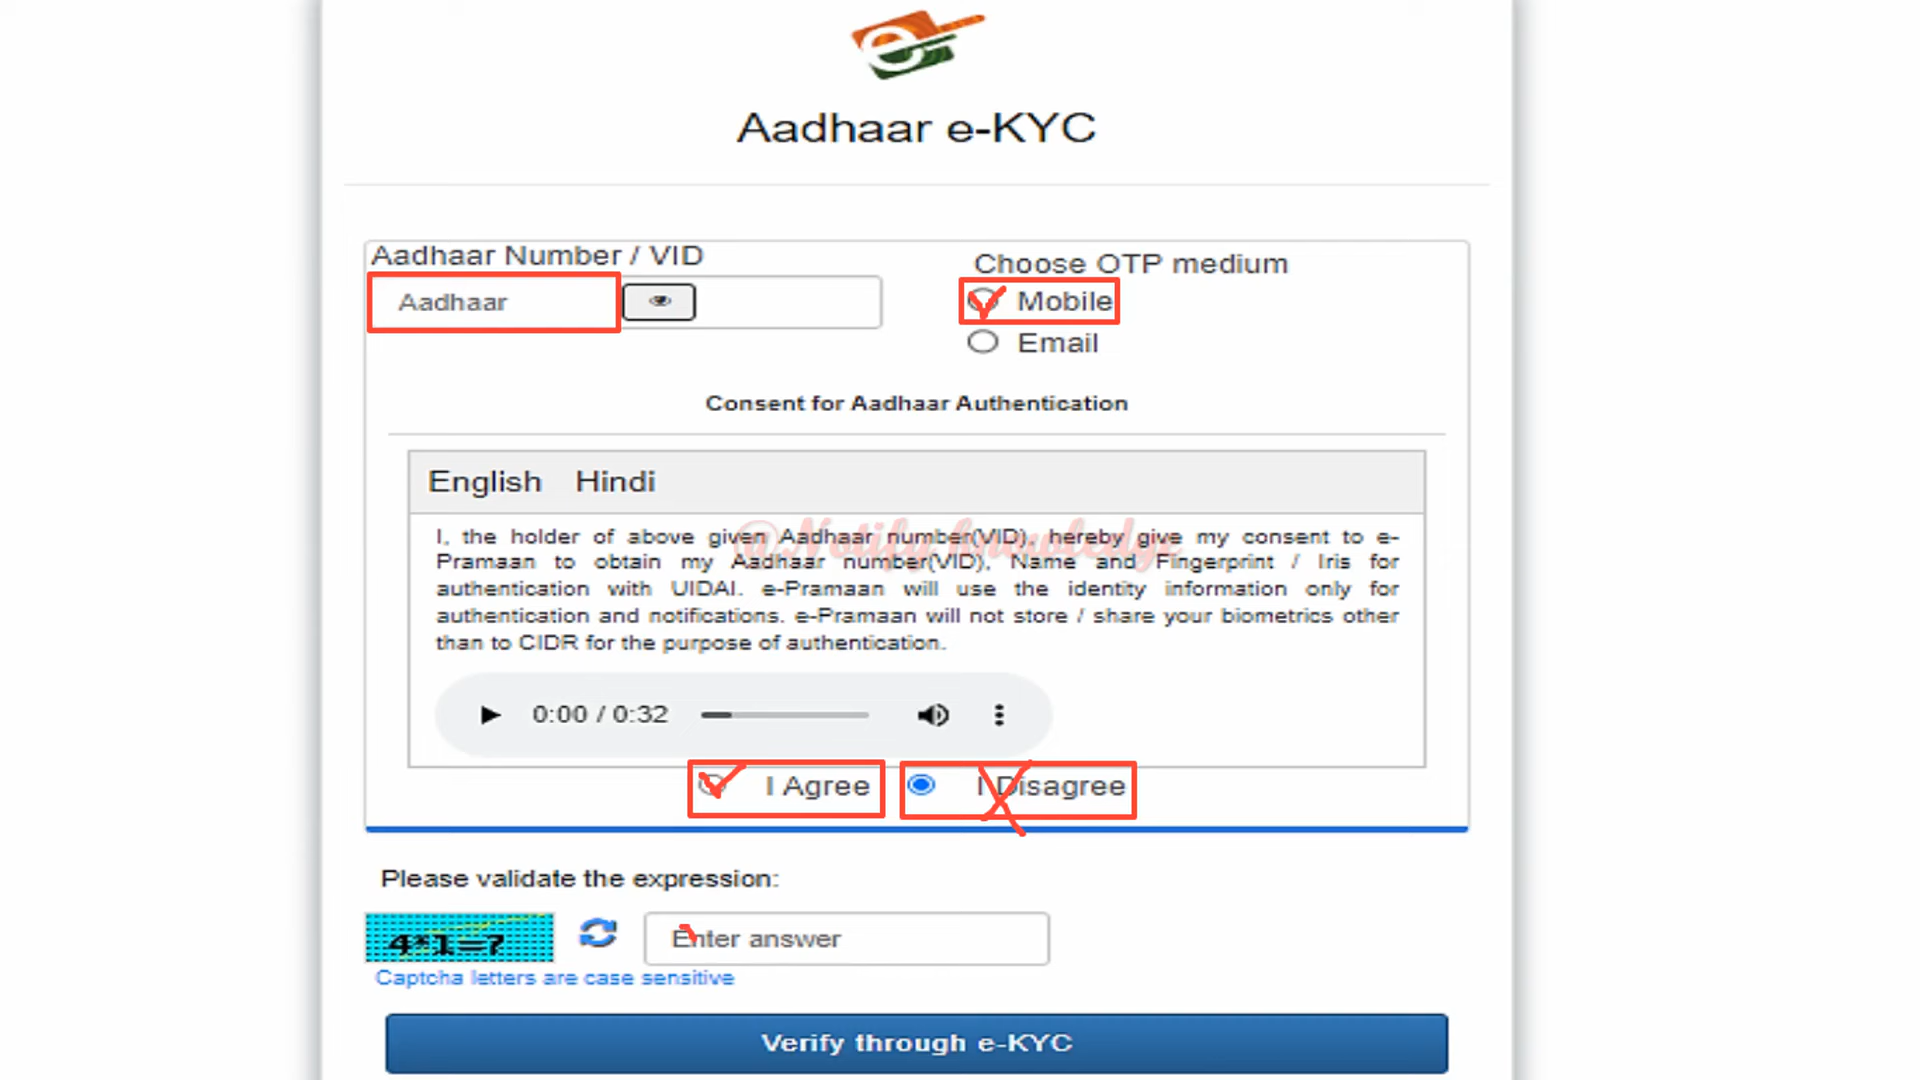 e
Aadhaar e-KYC
Aadhaar Number / VID
Aadhaar
Choose OTP medium
Mobile
Email
Consent for Aadhaar Authentication
English Hindi
@Notify knowledge
I, the holder of above given Aadhaar number(VID), hereby give my consent to e-
Pramaan to obtain my Aadhaar number(VID), Name and Fingerprint / Iris for
authentication with UIDAI. e-Pramaan will use the identity information only for
authentication and notifications. e-Pramaan will not store / share your biometrics other
than to CIDR for the purpose of authentication.
0:00 / 0:32
I Agree
I Disagree
Please validate the expression:
4*1=?
Enter answer
Captcha letters are case sensitive
Verify through e-KYC